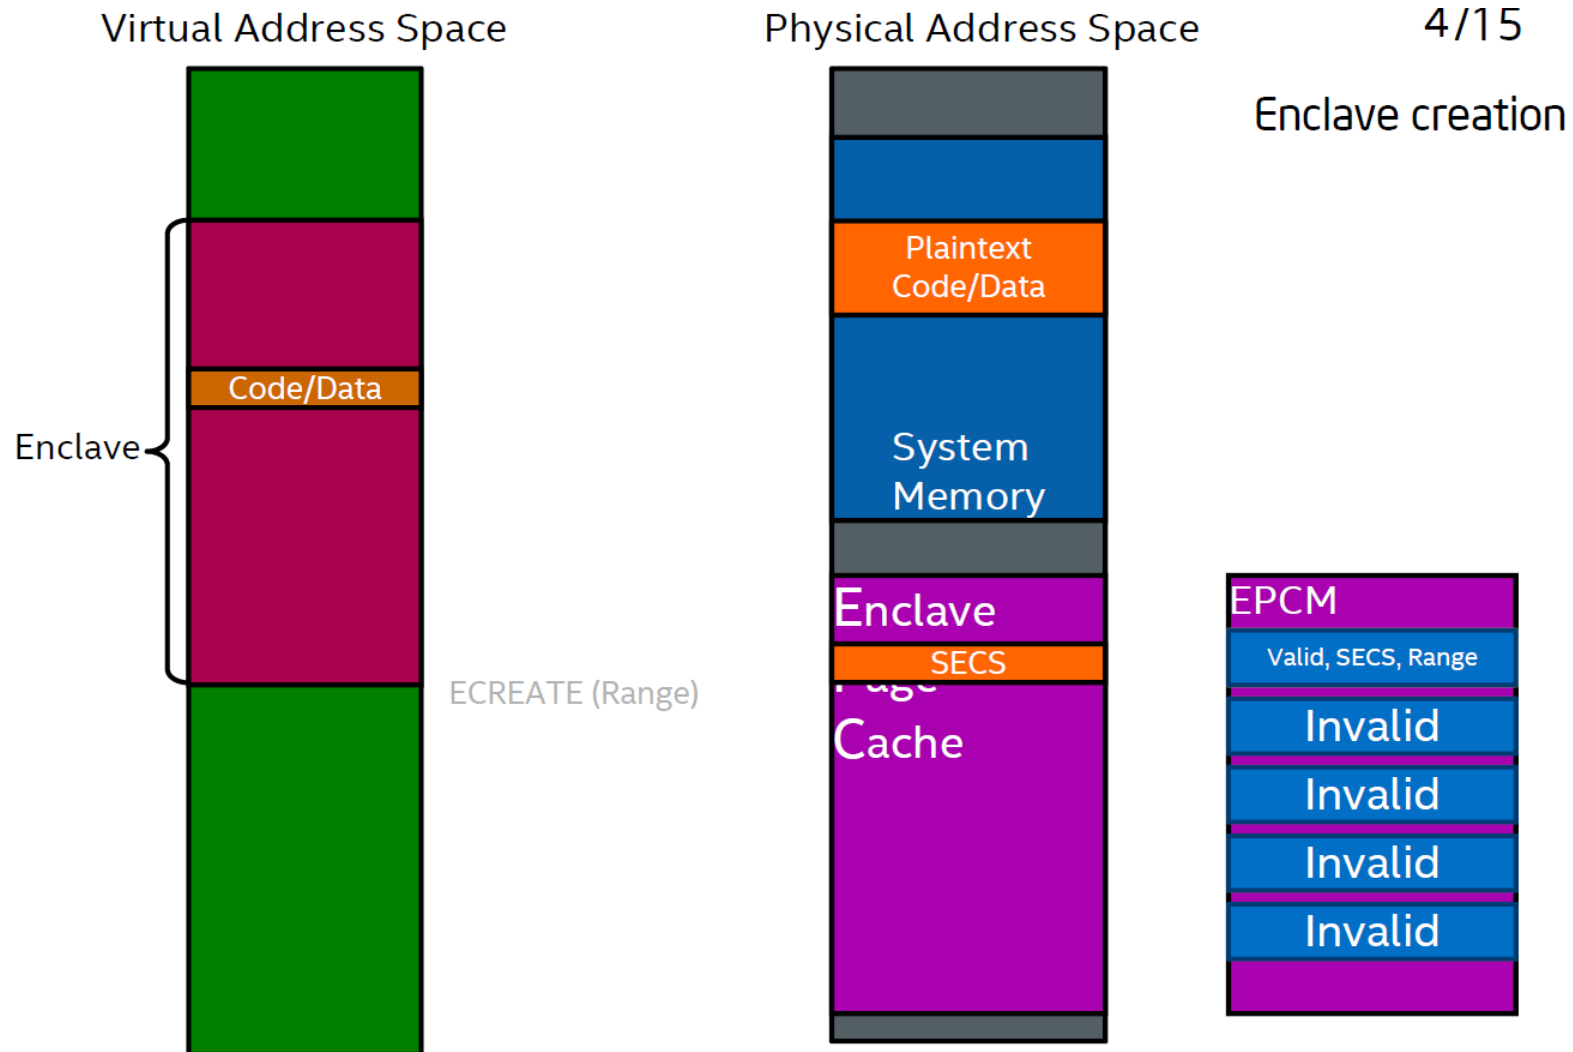 Virtual Address Space
Physical Address Space
4/15
Enclave creation
Plaintext
Code/Data
Code/Data
Enclave
System
Memory
Enclave
SECS
Page
Cache
ECREATE (Range)
EPCM
Valid, SECS, Range
Invalid
Invalid
Invalid
Invalid